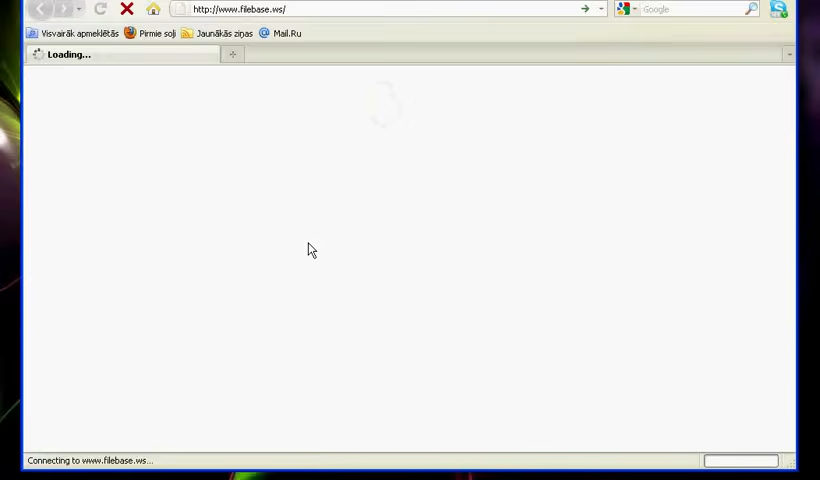 http://www.filebase.ws/
Google
Visvairāk apmeklētās Pirmie soļi Jaunākās ziņas Mail.Ru
Loading...
Connecting to www.filebase.ws...